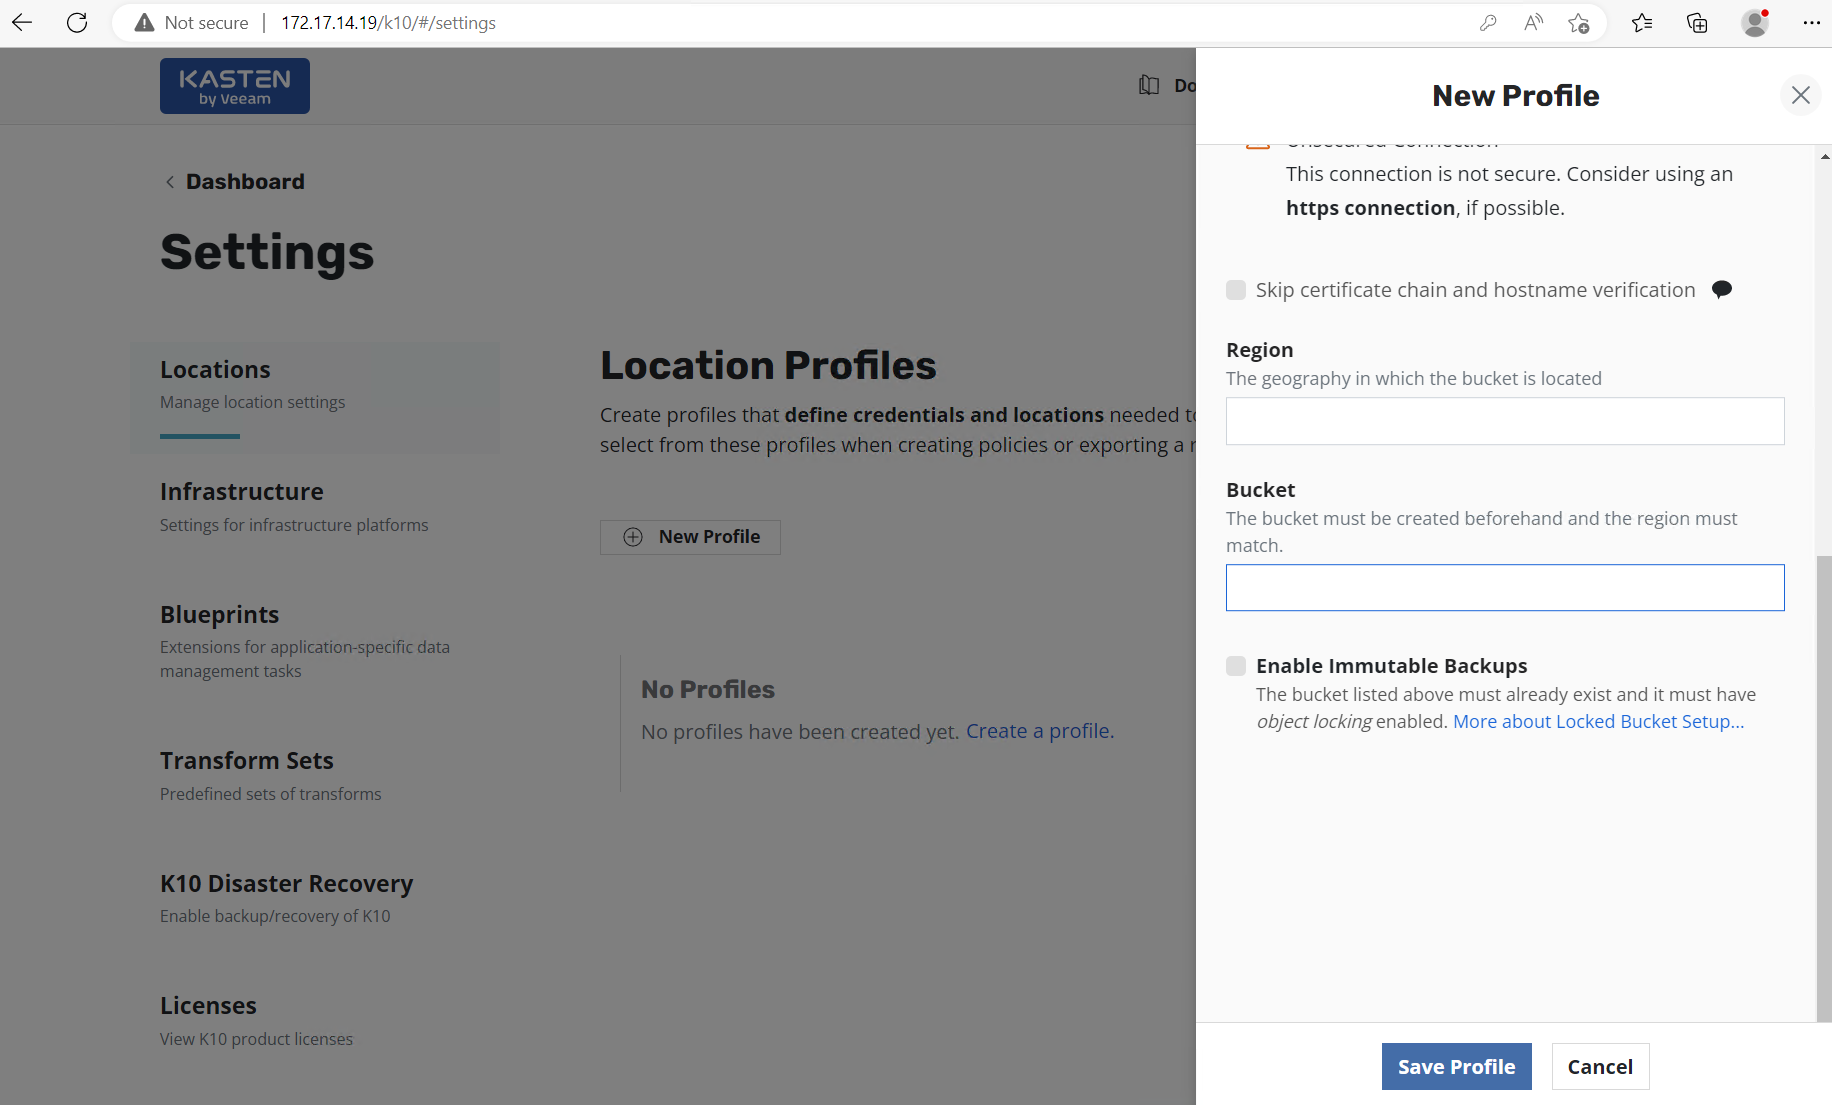 Not secure | 172.17.14.19/k10/#/settings
KASTEN
by Veeam
Do
Dashboard
Settings
Locations
Manage location settings
Infrastructure
Settings for infrastructure platforms
Blueprints
Extensions for application-specific data
management tasks
Transform Sets
Predefined sets of transforms
K10 Disaster Recovery
Enable backup/recovery of K10
Licenses
View K10 product licenses
Location Profiles
Create profiles that define credentials and locations needed to
select from these profiles when creating policies or exporting a r
New Profile
No Profiles
No profiles have been created yet. Create a profile.
New Profile
Unsecured Connection
This connection is not secure. Consider using an
https connection, if possible.
Skip certificate chain and hostname verification
Region
The geography in which the bucket is located
Bucket
The bucket must be created beforehand and the region must
match.
Enable Immutable Backups
The bucket listed above must already exist and it must have
object locking enabled. More about Locked Bucket Setup...
Save Profile
Cancel